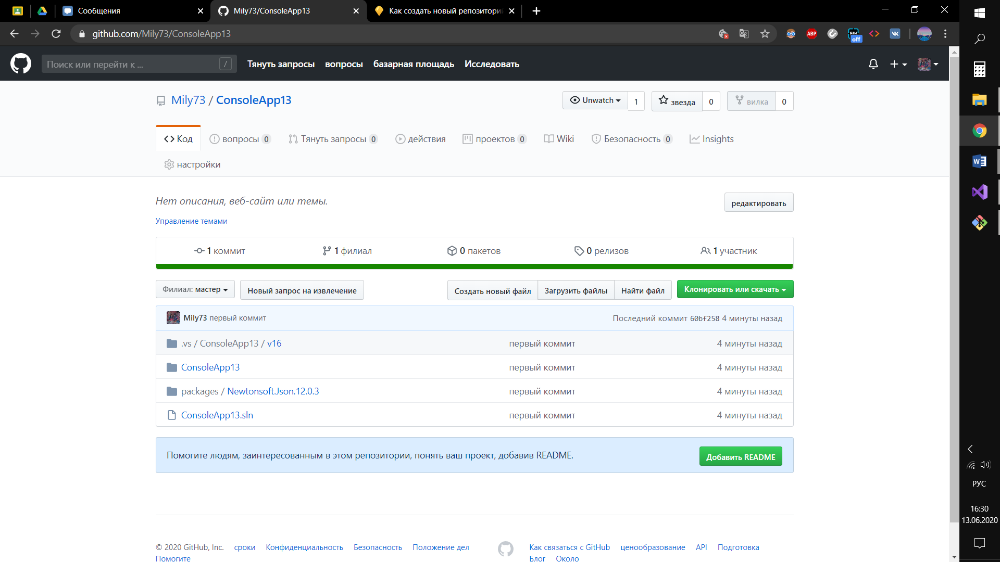 Сообщения
Mily73/ConsoleApp13
Как создать новый репозитори
github.com/Mily73/ConsoleApp13
ABP
off
Поиск или перейти к ...
/
Тянуть запросы вопросы базарная площадь Исследовать
Mily73 / ConsoleApp13
Unwatch 1
звезда 0
вилка 0
Код
вопросы 0
Тянуть запросы 0
действия
проектов 0
Wiki
Безопасность 0
Insights
настройки
Нет описания, веб-сайт или темы.
редактировать
Управление темами
1 коммит
1 филиал
0 пакетов
0 релизов
1 участник
Филиал: мастер
Новый запрос на извлечение
Создать новый файл
Загрузить файлы
Найти файл
Клонировать или скачать
Mily73 первый коммит
Последний коммит 60bf258 4 минуты назад
.vs / ConsoleApp13 / v16 первый коммит 4 минуты назад
ConsoleApp13 первый коммит 4 минуты назад
packages / Newtonsoft.Json.12.0.3 первый коммит 4 минуты назад
ConsoleApp13.sln первый коммит 4 минуты назад
Помогите людям, заинтересованным в этом репозитории, понять ваш проект, добавив README.
Добавить README
© 2020 GitHub, Inc. сроки Конфиденциальность Безопасность Положение дел
Помогите
Как связаться с GitHub ценообразование API Подготовка
Блог Около
РУС
16:30
13.06.2020